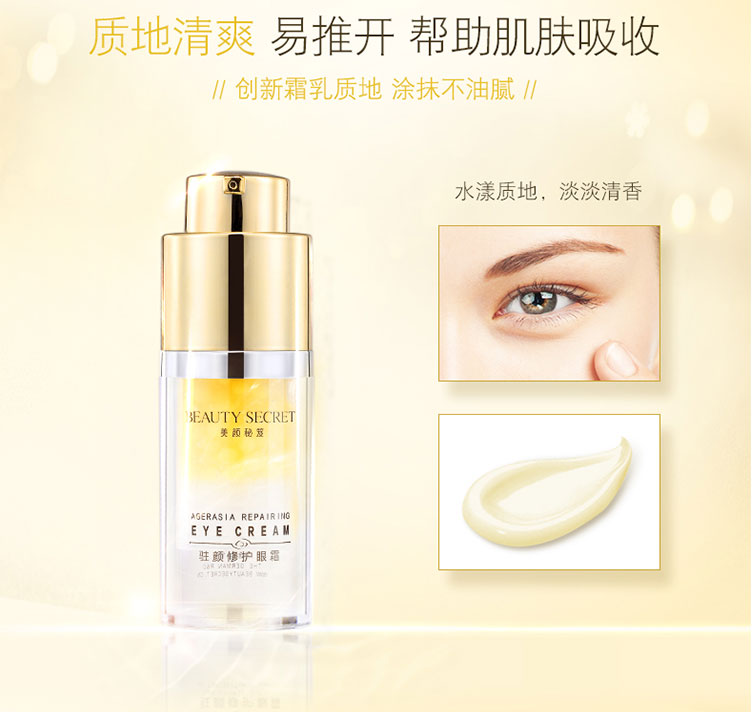 质地清爽 易推开 帮助肌肤吸收
// 创新霜乳质地 涂抹不油腻 //
水漾质地，淡淡清香
BEAUTY SECRET
美颜秘笈
AGERASIA REPAIRING
EYE CREAM
驻颜修护眼霜